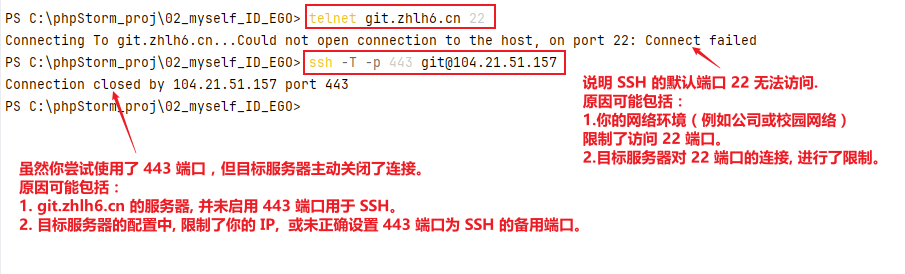 PS C:\phpStorm_proj\02_myself_ID_EGO> telnet git.zhlh6.cn 22
Connecting To git.zhlh6.cn...Could not open connection to the host, on port 22: Connect failed
PS C:\phpStorm_proj\02_myself_ID_EGO> ssh -T -p 443 git@104.21.51.157
Connection closed by 104.21.51.157 port 443
PS C:\phpStorm_proj\02_myself_ID_EGO>
说明 SSH 的默认端口 22 无法访问.
原因可能包括：
1.你的网络环境（例如公司或校园网络）
限制了访问 22 端口。
2.目标服务器对 22 端口的连接, 进行了限制。
虽然你尝试使用了 443 端口，但目标服务器主动关闭了连接。
原因可能包括：
1. git.zhlh6.cn 的服务器, 并未启用 443 端口用于 SSH。
2. 目标服务器的配置中, 限制了你的 IP, 或未正确设置 443 端口为 SSH 的备用端口。